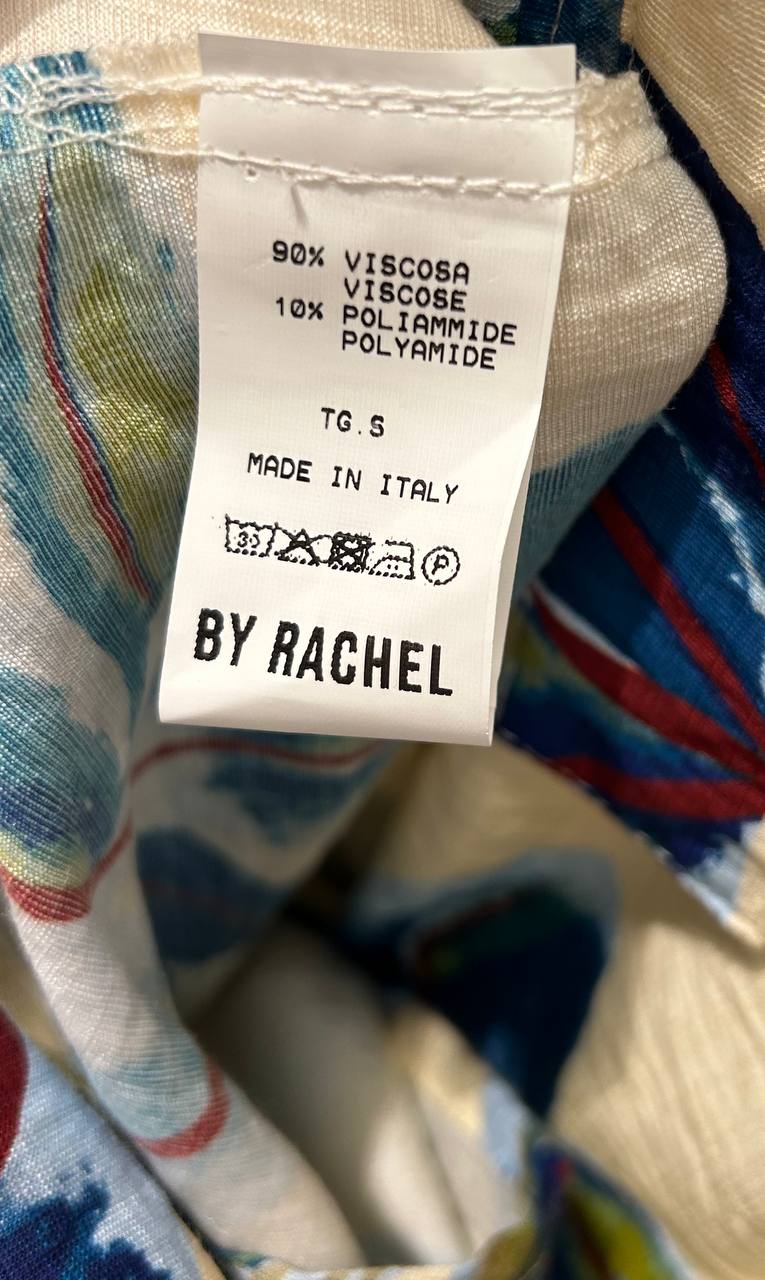 90% VISCOSA
VISCOSE
10% POLIAMMIDE
POLYAMIDE
TG.S
MADE IN ITALY
30 P
BY RACHEL